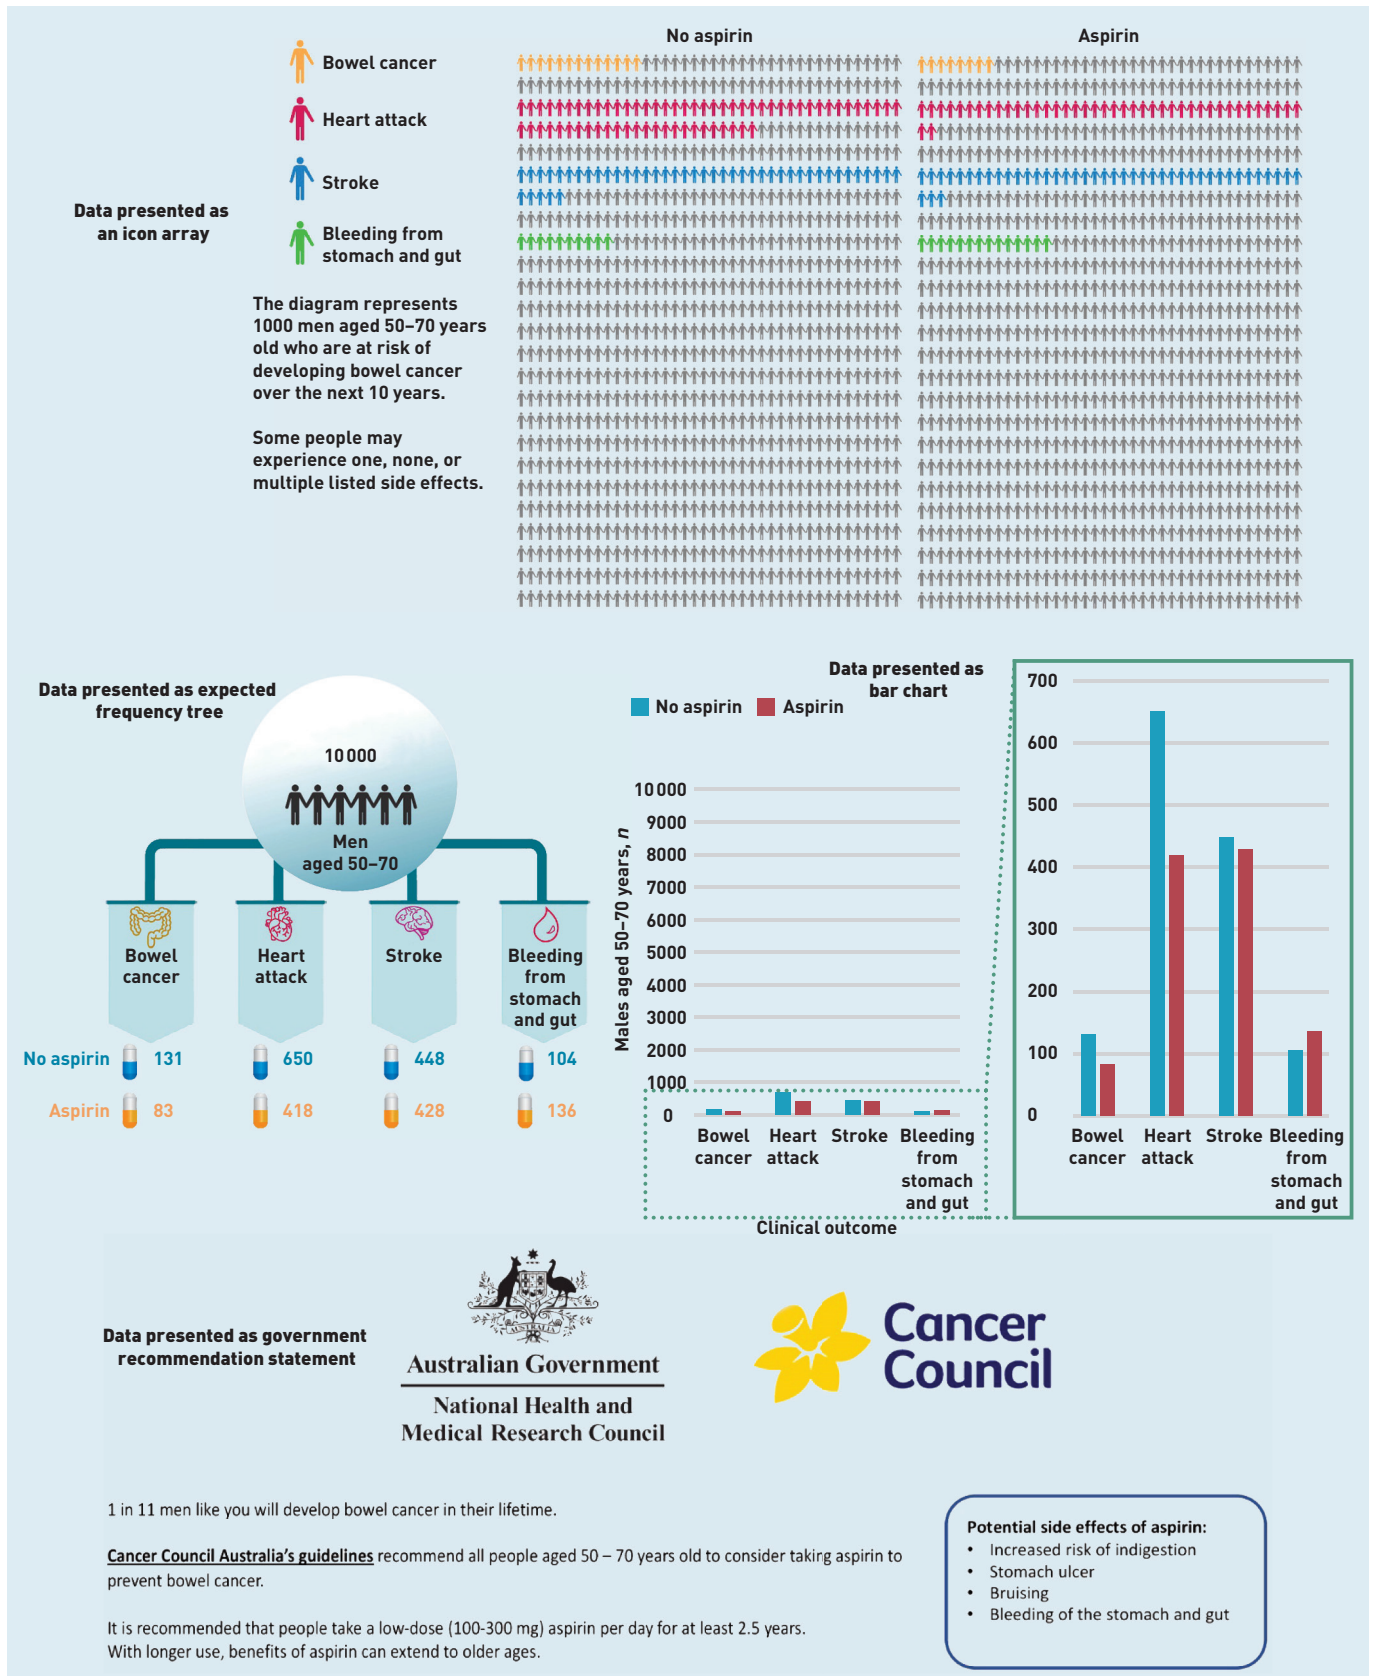 No aspirin
Aspirin
Bowel cancer
Heart attack
Stroke
Bleeding from
stomach and gut
Data presented as
an icon array
The diagram represents
1000 men aged 50–70 years
old who are at risk of
developing bowel cancer
over the next 10 years.
Some people may
experience one, none, or
multiple listed side effects.
Data presented as expected
frequency tree
10 000
Men
aged 50–70
Bowel
cancer
Heart
attack
Stroke
Bleeding
from
stomach
and gut
No aspirin 131 650 448 104
Aspirin 83 418 428 136
Data presented as
bar chart
No aspirin
Aspirin
Males aged 50–70 years, n
10 000
9000
8000
7000
6000
5000
4000
3000
2000
1000
0
Bowel
cancer
Heart
attack
Stroke
Bleeding
from
stomach
and gut
Clinical outcome
700
600
500
400
300
200
100
0
Bowel
cancer
Heart
attack
Stroke
Bleeding
from
stomach
and gut
Data presented as government
recommendation statement
AUSTRALIA
Australian Government
National Health and
Medical Research Council
Cancer
Council
1 in 11 men like you will develop bowel cancer in their lifetime.
Cancer Council Australia's guidelines recommend all people aged 50 – 70 years old to consider taking aspirin to
prevent bowel cancer.
It is recommended that people take a low-dose (100-300 mg) aspirin per day for at least 2.5 years.
With longer use, benefits of aspirin can extend to older ages.
Potential side effects of aspirin:
• Increased risk of indigestion
• Stomach ulcer
• Bruising
• Bleeding of the stomach and gut